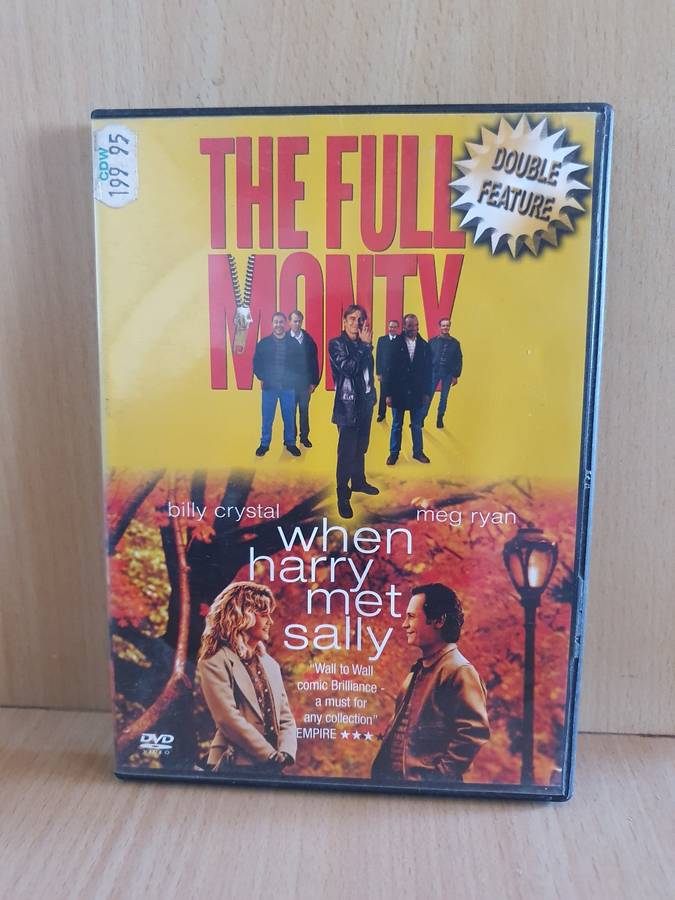 CDW
199 95
THE FULL
MONTY
DOUBLE
FEATURE
billy crystal
meg ryan
when
harry
met
sally
"Wall to Wall
comic Brilliance -
a must for
any collection"
EMPIRE ★★★★
DVD
VIDEO